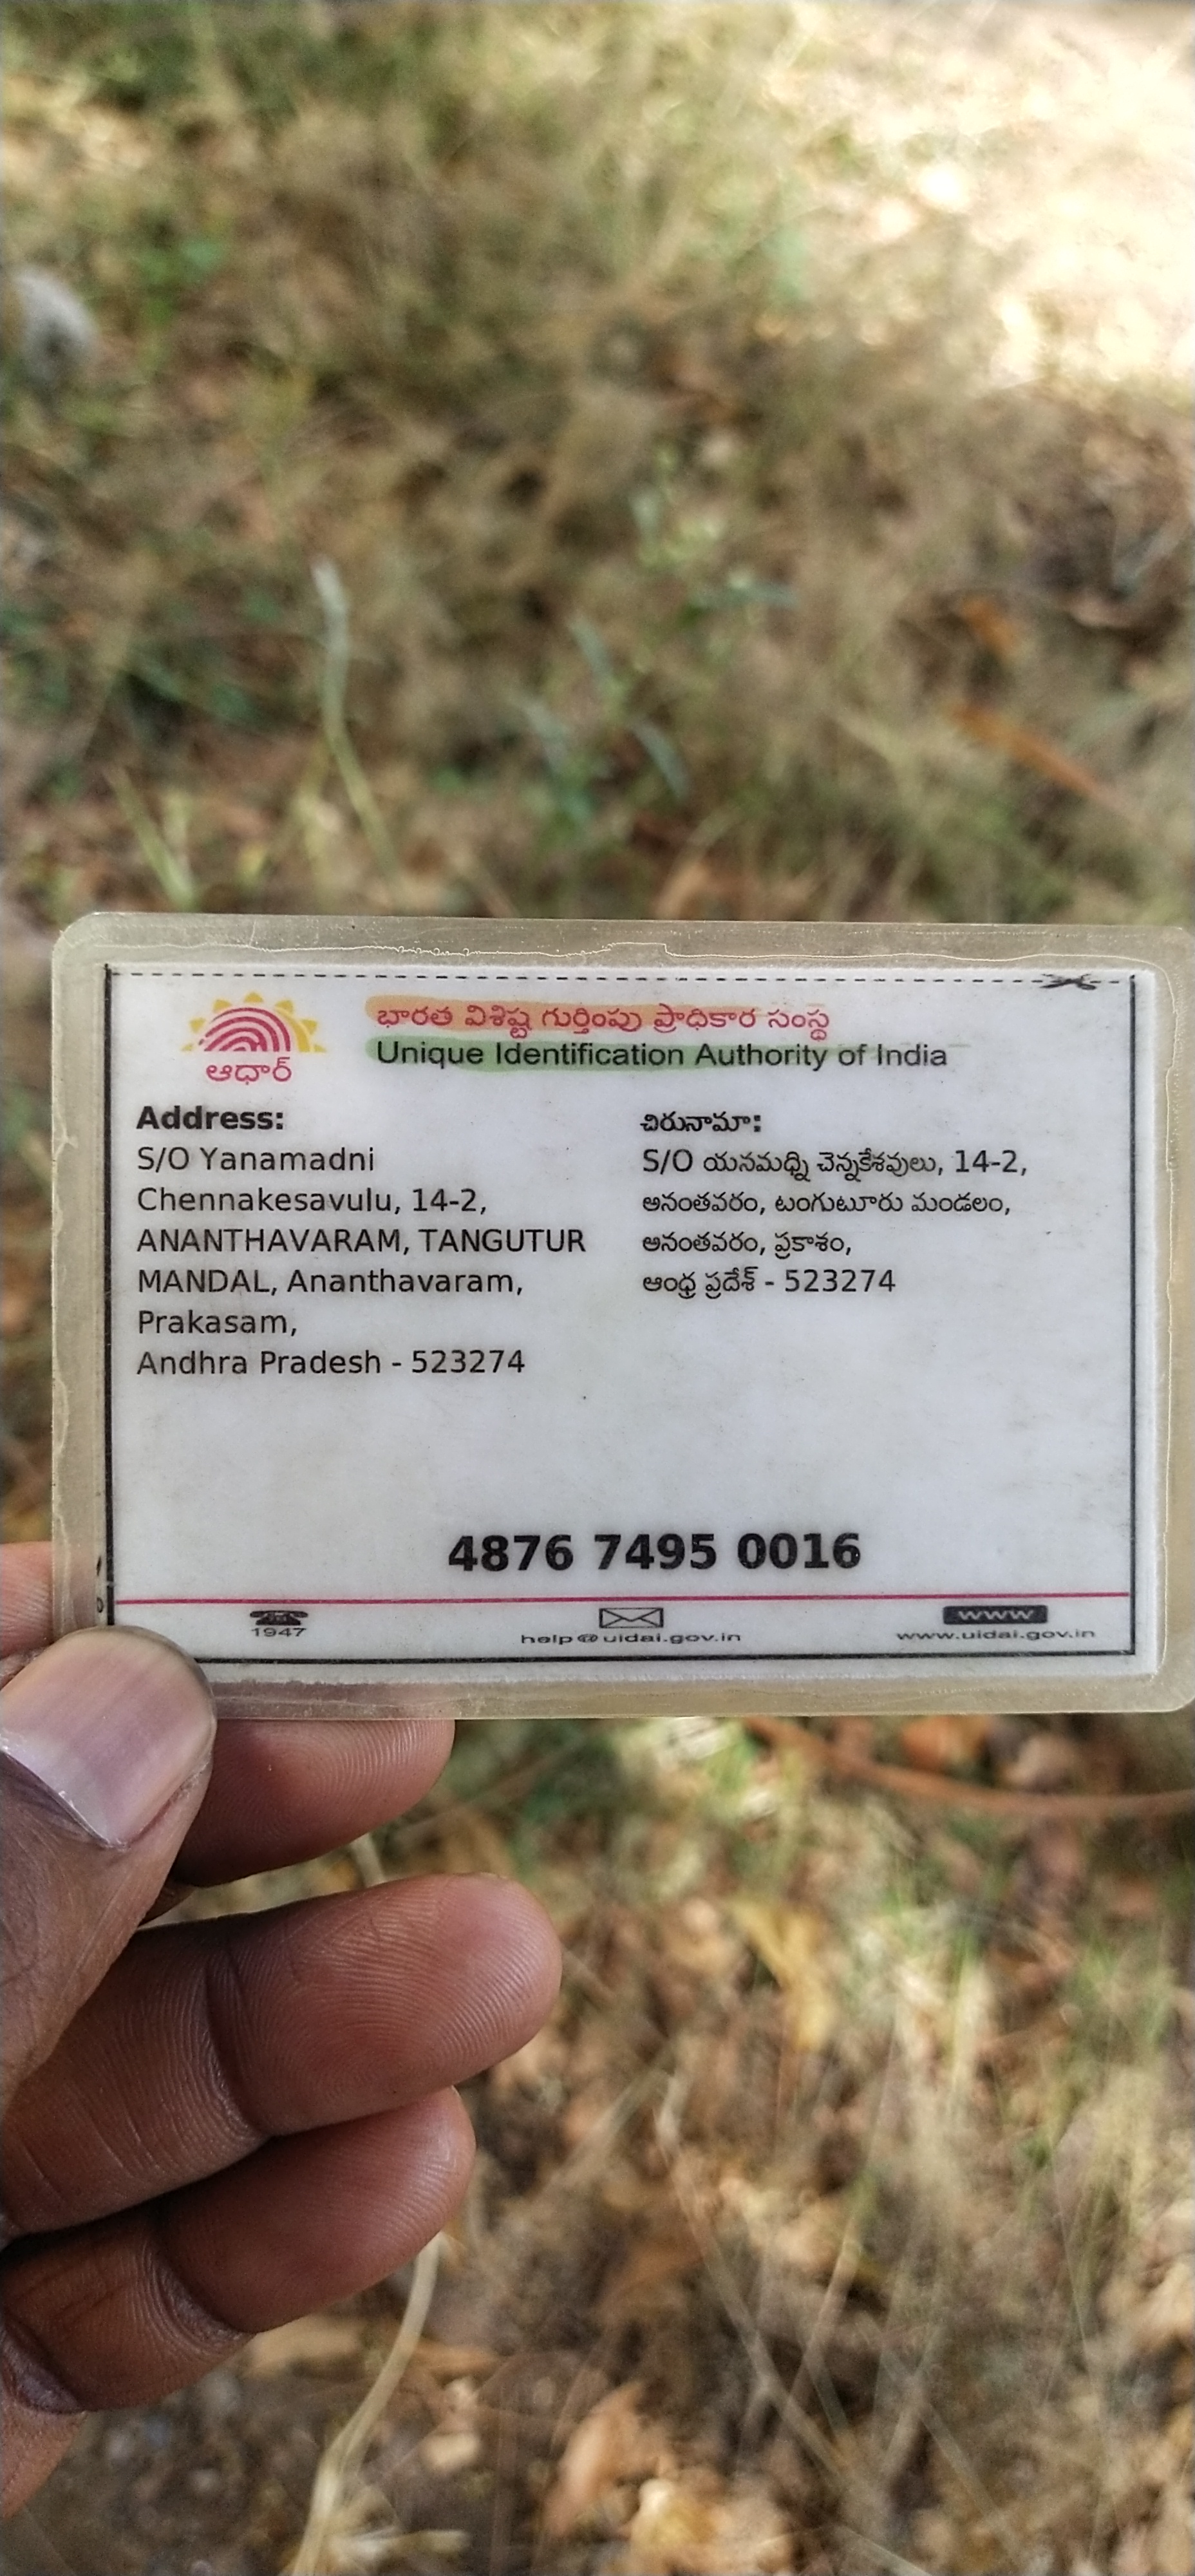 ఆధార్
భారత విశిష్ట గుర్తింపు ప్రాధికార సంస్థ
Unique Identification Authority of India
Address:
S/O Yanamadni
Chennakesavulu, 14-2,
ANANTHAVARAM, TANGUTUR
MANDAL, Ananthavaram,
Prakasam,
Andhra Pradesh - 523274
చిరునామా:
S/O యనమధ్ని చెన్నకేశవులు, 14-2,
అనంతవరం, టంగుటూరు మండలం,
అనంతవరం, ప్రకాశం,
ఆంధ్ర ప్రదేశ్ - 523274
4876 7495 0016
1947
help@uidai.gov.in
www
www.uidai.gov.in